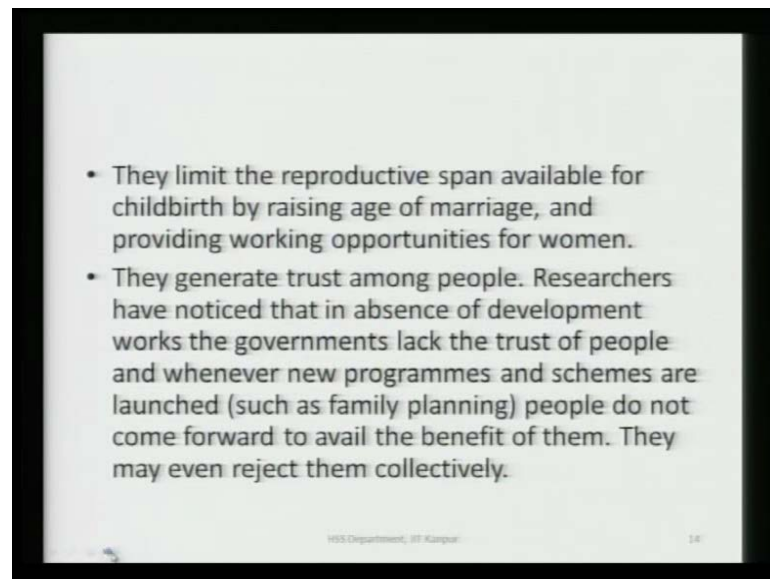 • They limit the reproductive span available for
childbirth by raising age of marriage, and
providing working opportunities for women.
• They generate trust among people. Researchers
have noticed that in absence of development
works the governments lack the trust of people
and whenever new programmes and schemes are
launched (such as family planning) people do not
come forward to avail the benefit of them. They
may even reject them collectively.
HSS Department, IIT Kanpur 14